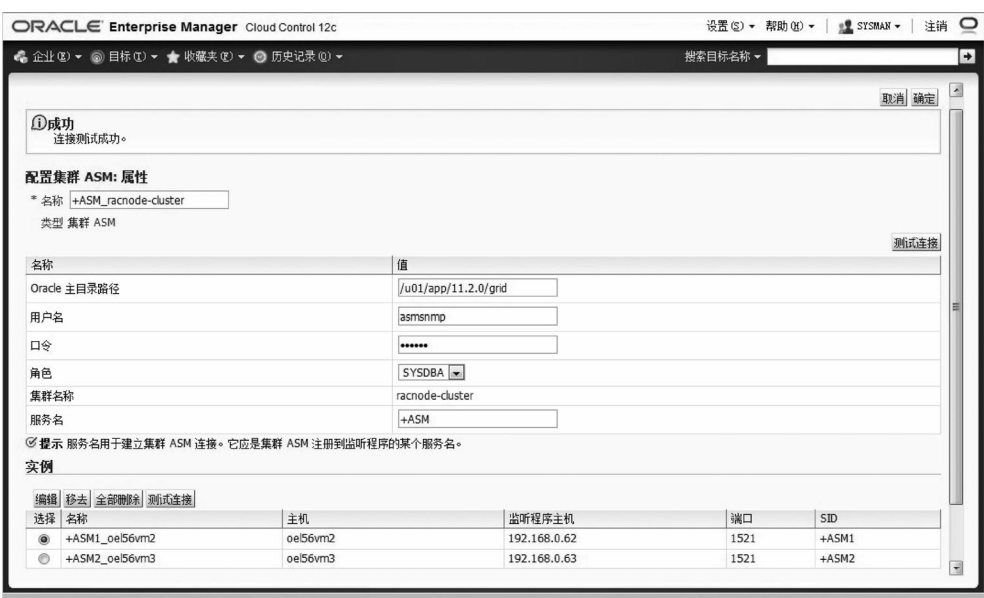 ORACLE Enterprise Manager Cloud Control 12c
设置(S) 帮助(H) SYSMAN 注销
企业(E) 目标(T) 收藏夹(F) 历史记录(O) 搜索目标名称
取消 确定
成功
连接测试成功。
配置集群 ASM: 属性
* 名称 +ASM_racnode-cluster
类型 集群 ASM
测试连接
名称 值
Oracle 主目录路径 /u01/app/11.2.0/grid
用户名 asmsnmp
口令 ••••••
角色 SYSDBA
集群名称 racnode-cluster
服务名 +ASM
提示 服务名用于建立集群 ASM 连接。它应是集群 ASM 注册到监听程序的某个服务名。
实例
编辑 移去 全部删除 测试连接
选择 名称 主机 监听程序主机 端口 SID
+ASM1_oel56vm2 oel56vm2 192.168.0.62 1521 +ASM1
+ASM2_oel56vm3 oel56vm3 192.168.0.63 1521 +ASM2